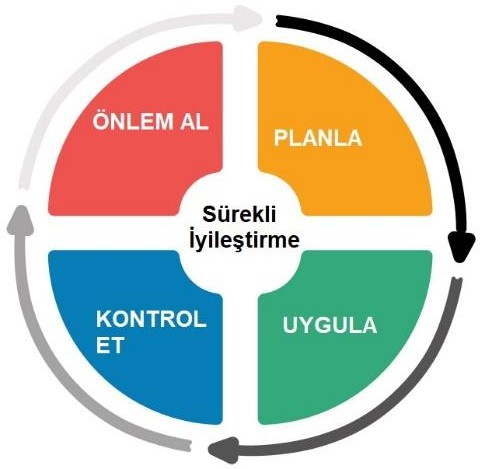 ÖNLEM AL
PLANLA
Sürekli
İyileştirme
KONTROL
ET
UYGULA